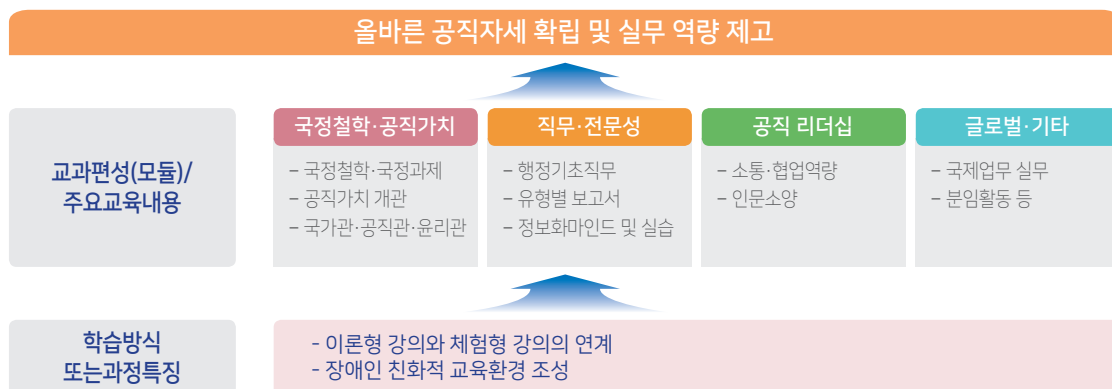 올바른 공직자세 확립 및 실무 역량 제고
교과편성(모듈)/
주요교육내용
국정철학·공직가치
– 국정철학·국정과제
– 공직가치 개관
– 국가관·공직관·윤리관
직무·전문성
– 행정기초직무
– 유형별 보고서
– 정보화마인드 및 실습
공직 리더십
– 소통·협업역량
– 인문소양
글로벌·기타
– 국제업무 실무
– 분임활동 등
학습방식
또는과정특징
- 이론형 강의와 체험형 강의의 연계
- 장애인 친화적 교육환경 조성